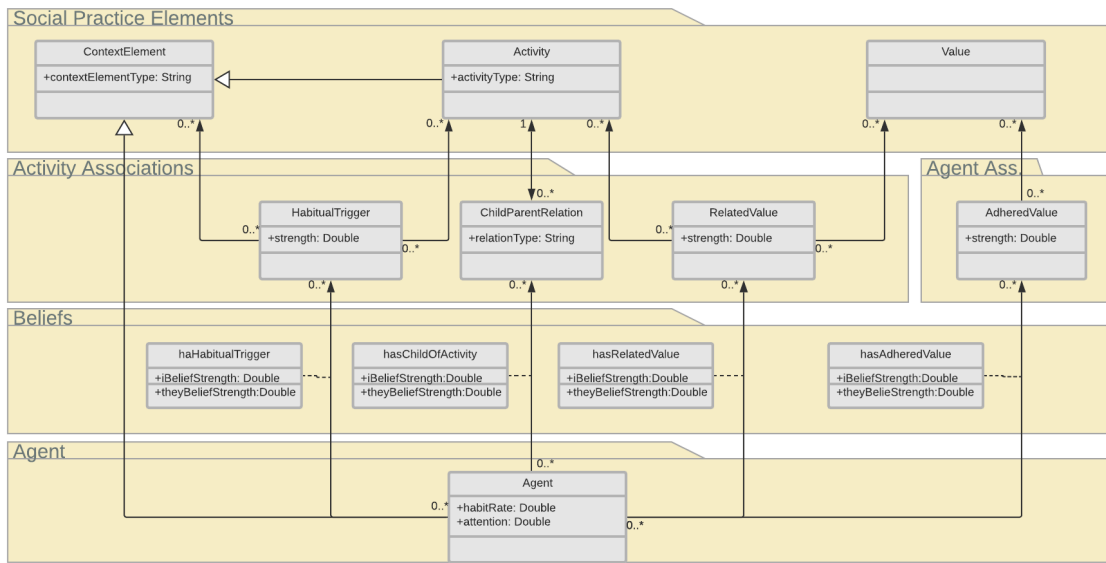 Social Practice Elements
ContextElement
+contextElementType: String
Activity
+activityType: String
Value
0..*
0..*
1
0..*
0..*
0..*
Activity Associations
Agent Ass.
0..*
0..*
HabitualTrigger
+strength: Double
ChildParentRelation
+relationType: String
RelatedValue
+strength: Double
AdheredValue
+strength: Double
0..*
0..*
0..*
0..*
0..*
0..*
0..*
0..*
Beliefs
haHabitualTrigger
+iBeliefStrength: Double
+theyBeliefStrength:Double
hasChildOfActivity
+iBeliefStrength:Double
+theyBeliefStrength:Double
hasRelatedValue
+iBeliefStrength:Double
+theyBeliefStrength:Double
hasAdheredValue
+iBeliefStrength:Double
+theyBelieStrength:Double
Agent
0..*
Agent
+habitRate: Double
+attention: Double
0..*
0..*